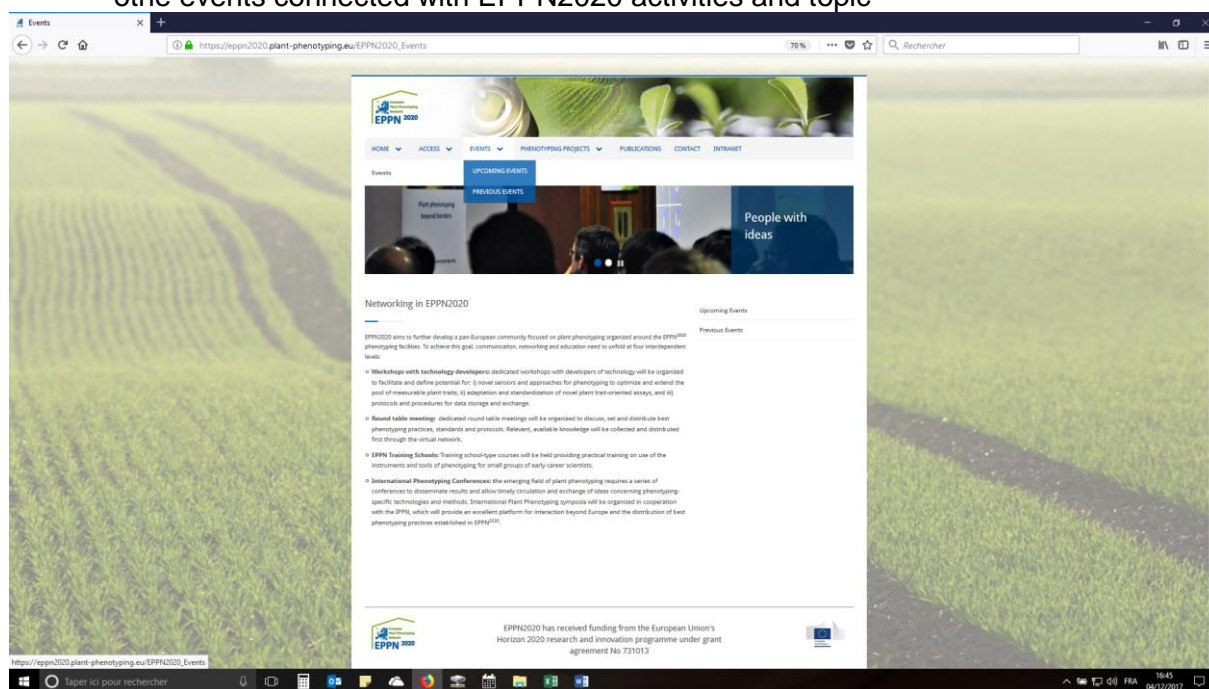 othe events connected with EPPN2020 activities and topic
Events
https://eppn2020.plant-phenotyping.eu/EPPN2020_Events
70%
Rechercher
European
Plant Phenotyping
Network
EPPN 2020
HOME ACCESS EVENTS PHENOTYPING PROJECTS PUBLICATIONS CONTACT INTRANET
Events
UPCOMING EVENTS
PREVIOUS EVENTS
Plant phenotyping
beyond borders
People with
ideas
Networking in EPPN2020
Upcoming Events
Previous Events
EPPN2020 aims to further develop a pan-European community focused on plant phenotyping organized around the EPPN2020
phenotyping facilities. To achieve this goal, communication, networking and education need to unfold at four interdependent
levels:
Workshops with technology developers: dedicated workshops with developers of technology will be organized
to facilitate and define potential for: i) novel sensors and approaches for phenotyping to optimize and extend the
pool of measurable plant traits; ii) adaptation and standardization of novel plant trait-oriented assays, and iii)
protocols and procedures for data storage and exchange.
Round table meeting: dedicated round table meetings will be organized to discuss, set and distribute best
phenotyping practices, standards and protocols. Relevant, available knowledge will be collected and distributed
first through the virtual network.
EPPN Training Schools: Training school-type courses will be held providing practical training on use of the
instruments and tools of phenotyping for small groups of early-career scientists.
International Phenotyping Conferences: the emerging field of plant phenotyping requires a series of
conferences to disseminate results and allow timely circulation and exchange of ideas concerning phenotyping-
specific technologies and methods. International Plant Phenotyping symposia will be organized in cooperation
with the IPPN, which will provide an excellent platform for interaction beyond Europe and the distribution of best
phenotyping practices established in EPPN2020.
EPPN 2020
EPPN2020 has received funding from the European Union's
Horizon 2020 research and innovation programme under grant
agreement No 731013
https://eppn2020.plant-phenotyping.eu/EPPN2020_Events
Taper ici pour rechercher
FRA
16:45
04/12/2017